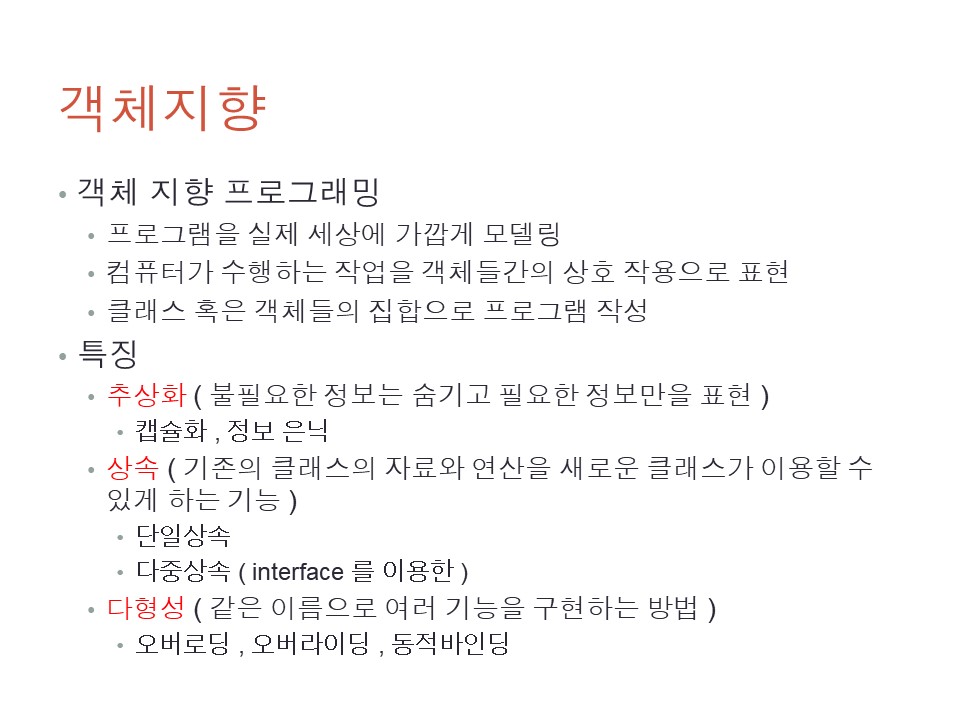 객체지향
• 객체 지향 프로그래밍
• 프로그램을 실제 세상에 가깝게 모델링
• 컴퓨터가 수행하는 작업을 객체들간의 상호 작용으로 표현
• 클래스 혹은 객체들의 집합으로 프로그램 작성
• 특징
• 추상화 ( 불필요한 정보는 숨기고 필요한 정보만을 표현 )
• 캡슐화 , 정보 은닉
• 상속 ( 기존의 클래스의 자료와 연산을 새로운 클래스가 이용할 수
있게 하는 기능 )
• 단일상속
• 다중상속 ( interface 를 이용한 )
• 다형성 ( 같은 이름으로 여러 기능을 구현하는 방법 )
• 오버로딩 , 오버라이딩 , 동적바인딩